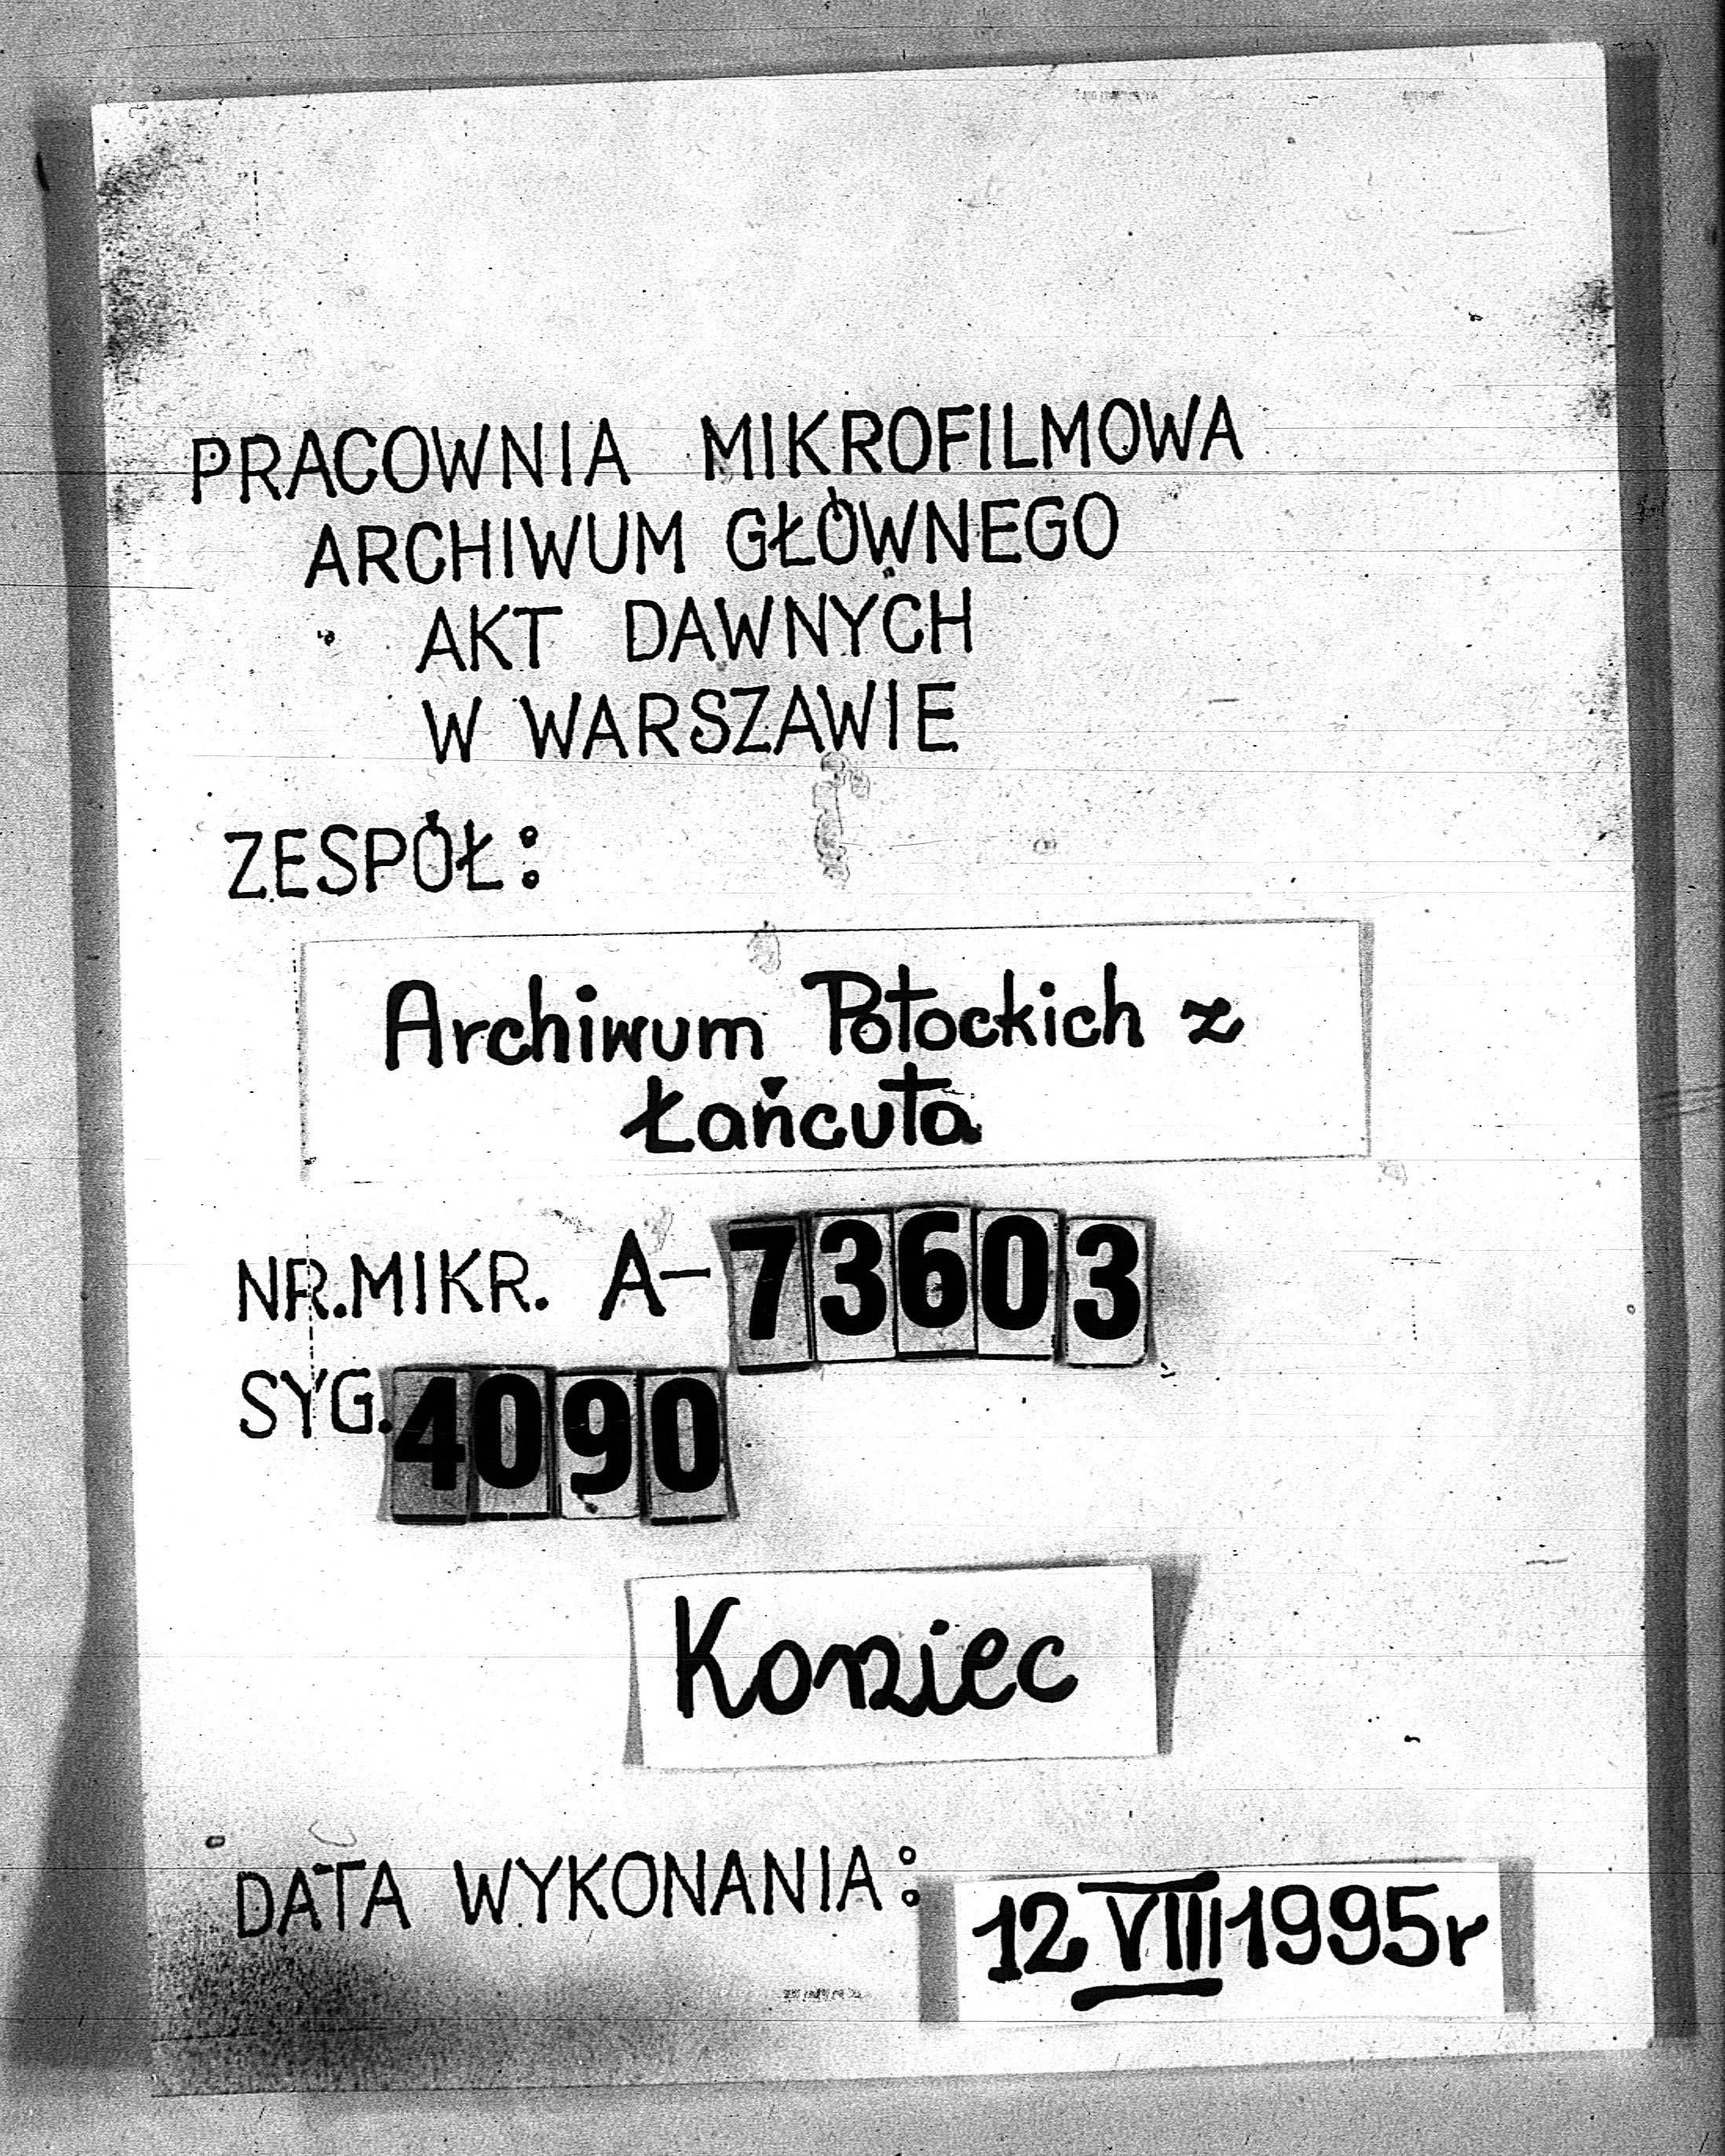 PRACOWNIA MIKROFILMOWA
ARCHIWUM GŁÓWNEGO
AKT DAWNYCH
W WARSZAWIE
ZESPÓŁ:
Archiwum Potockich z
Łańcuta
NR.MIKR. A-73603
SYG. 4090
Koniec
DATA WYKONANIA: 12 VIII 1995r